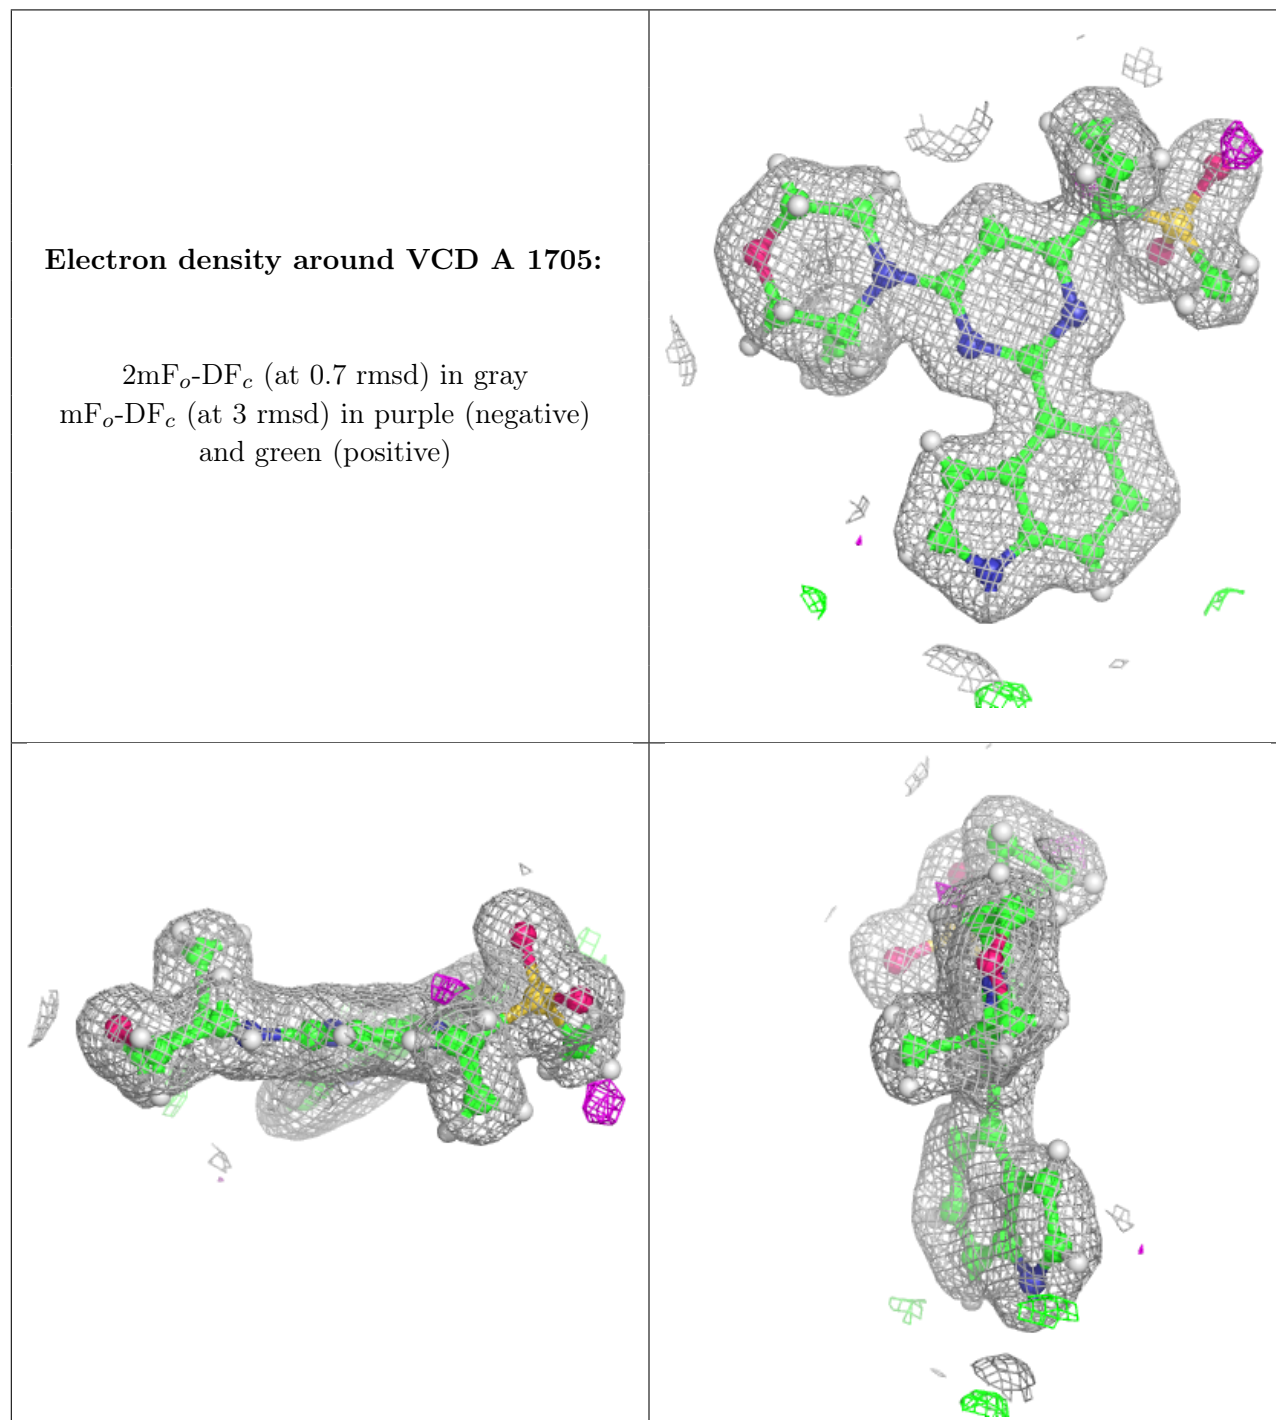 Electron density around VCD A 1705:
2mFo-DFc (at 0.7 rmsd) in gray
mFo-DFc (at 3 rmsd) in purple (negative)
and green (positive)